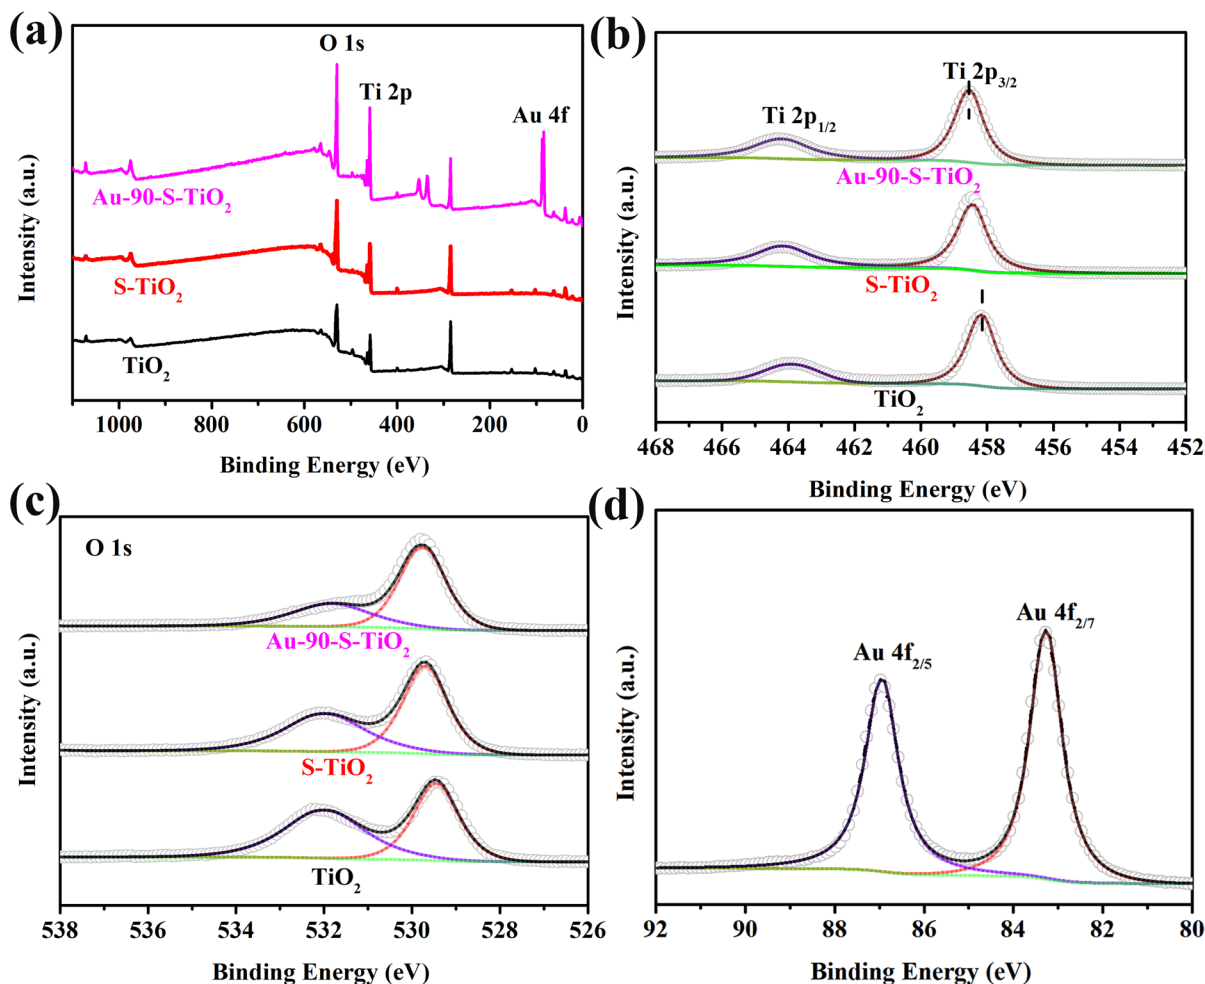 (a)
O 1s
Ti 2p
Au 4f
Au-90-S-TiO₂
S-TiO₂
TiO₂
Intensity (a.u.)
1000 800 600 400 200 0
Binding Energy (eV)
(b)
Ti 2p₃/₂
Ti 2p₁/₂
Au-90-S-TiO₂
S-TiO₂
TiO₂
Intensity (a.u.)
468 466 464 462 460 458 456 454 452
Binding Energy (eV)
(c)
O 1s
Au-90-S-TiO₂
S-TiO₂
TiO₂
Intensity (a.u.)
538 536 534 532 530 528 526
Binding Energy (eV)
(d)
Au 4f₂/₇
Au 4f₂/₅
Intensity (a.u.)
92 90 88 86 84 82 80
Binding Energy (eV)